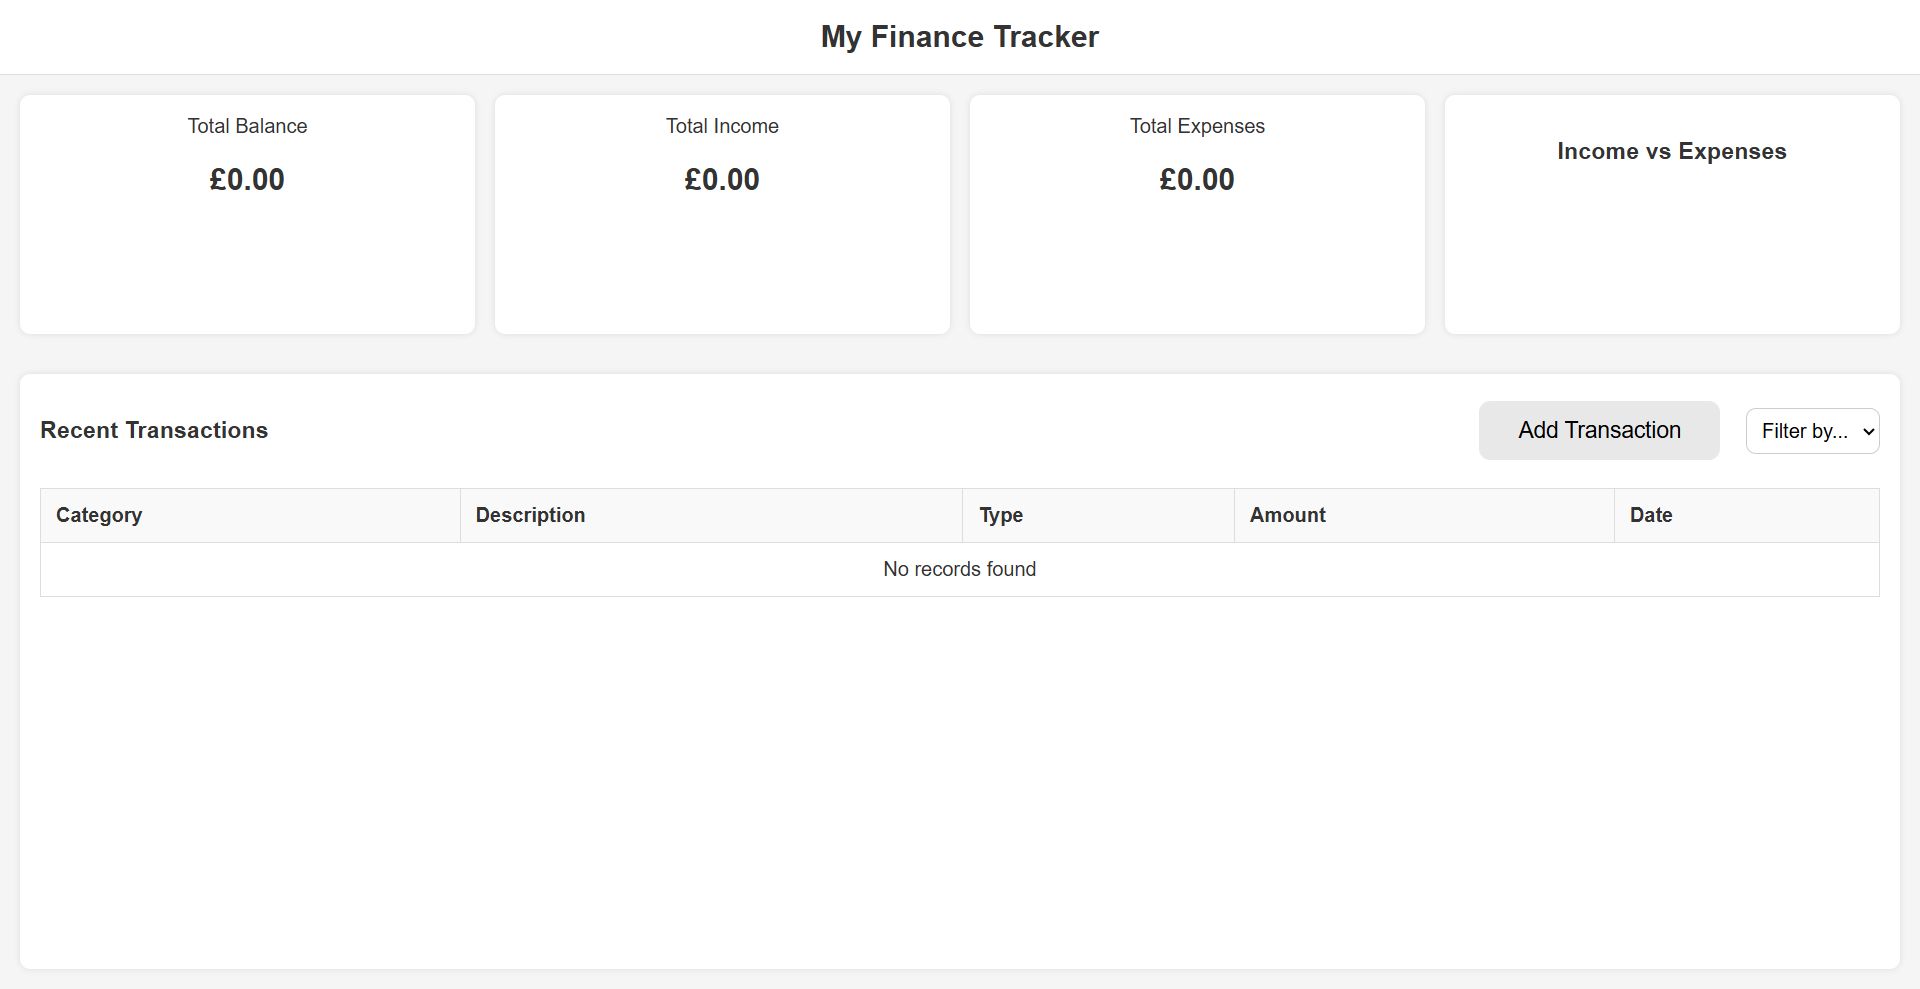 My Finance Tracker
Total Balance
£0.00
Total Income
£0.00
Total Expenses
£0.00
Income vs Expenses
Recent Transactions
Add Transaction
Filter by...
Category Description Type Amount Date
No records found